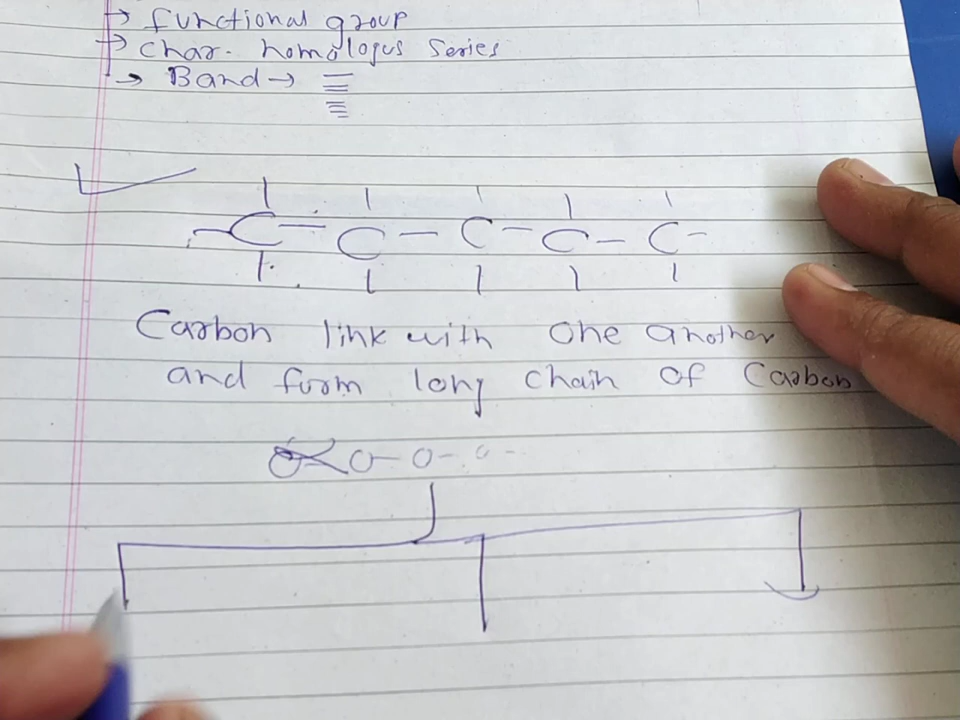 → functional group
→ char. homologus Series
→ Band → 
– C – C – C – C – C –
Carbon link with one another
and form long chain of Carbon
O – O – O –